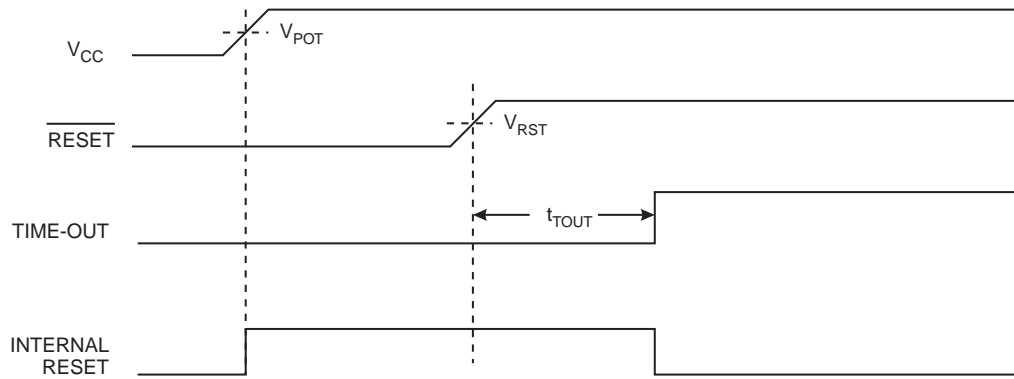 V_CC
V_POT
RESET
V_RST
t_TOUT
TIME-OUT
INTERNAL
RESET